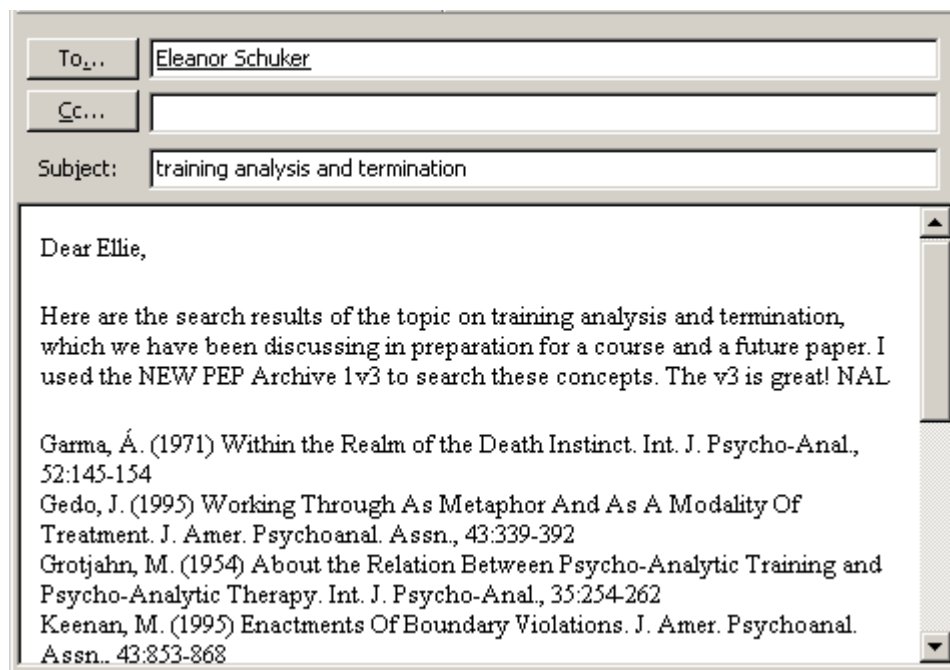 To... Eleanor Schuker
Cc...
Subject: training analysis and termination
Dear Ellie,
Here are the search results of the topic on training analysis and termination,
which we have been discussing in preparation for a course and a future paper. I
used the NEW PEP Archive 1v3 to search these concepts. The v3 is great! NAL
Garma, Á. (1971) Within the Realm of the Death Instinct. Int. J. Psycho-Anal.,
52:145-154
Gedo, J. (1995) Working Through As Metaphor And As A Modality Of
Treatment. J. Amer. Psychoanal. Assn., 43:339-392
Grotjahn, M. (1954) About the Relation Between Psycho-Analytic Training and
Psycho-Analytic Therapy. Int. J. Psycho-Anal., 35:254-262
Keenan, M. (1995) Enactments Of Boundary Violations. J. Amer. Psychoanal.
Assn., 43:853-868